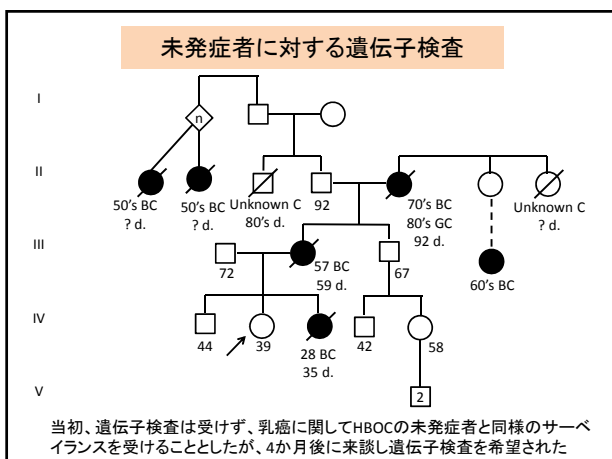 未発症者に対する遺伝子検査
I
n
II
50's BC
? d.
50's BC
? d.
Unknown C
80's d.
92
70's BC
80's GC
92 d.
Unknown C
? d.
III
72
57 BC
59 d.
67
60's BC
IV
44
39
28 BC
35 d.
42
58
V
2
当初、遺伝子検査は受けず、乳癌に関してHBOCの未発症者と同様のサーベ
イランスを受けることとしたが、4か月後に来談し遺伝子検査を希望された